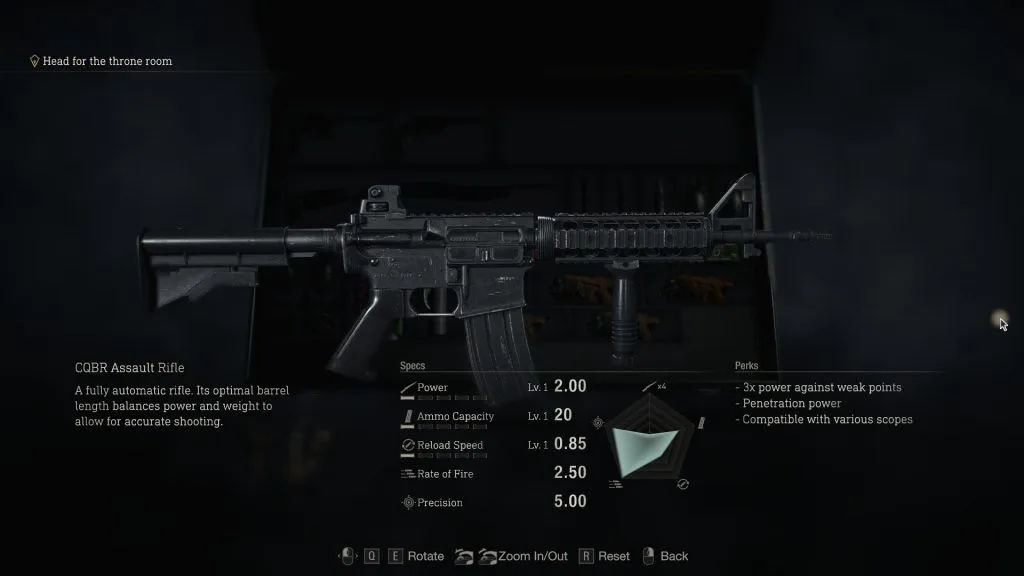 Head for the throne room
CQBR Assault Rifle
A fully automatic rifle. Its optimal barrel
length balances power and weight to
allow for accurate shooting.
Specs
Power Lv. 1 2.00
Ammo Capacity Lv. 1 20
Reload Speed Lv. 1 0.85
Rate of Fire 2.50
Precision 5.00
x4
Perks
- 3x power against weak points
- Penetration power
- Compatible with various scopes
Q E Rotate Zoom In/Out R Reset Back